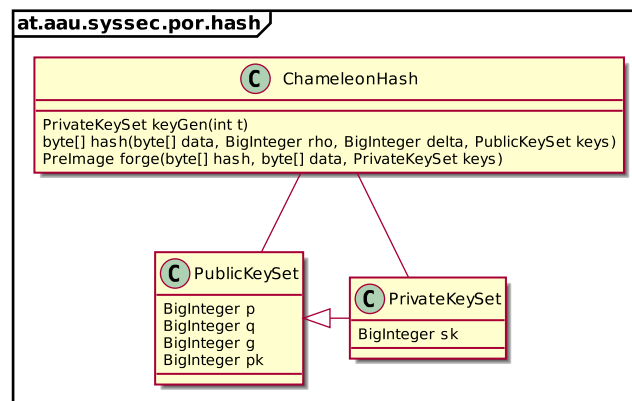 at.aau.syssec.por.hash
C ChameleonHash
PrivateKeySet keyGen(int t)
byte[] hash(byte[] data, BigInteger rho, BigInteger delta, PublicKeySet keys)
PreImage forge(byte[] hash, byte[] data, PrivateKeySet keys)
C PublicKeySet
BigInteger p
BigInteger q
BigInteger g
BigInteger pk
C PrivateKeySet
BigInteger sk